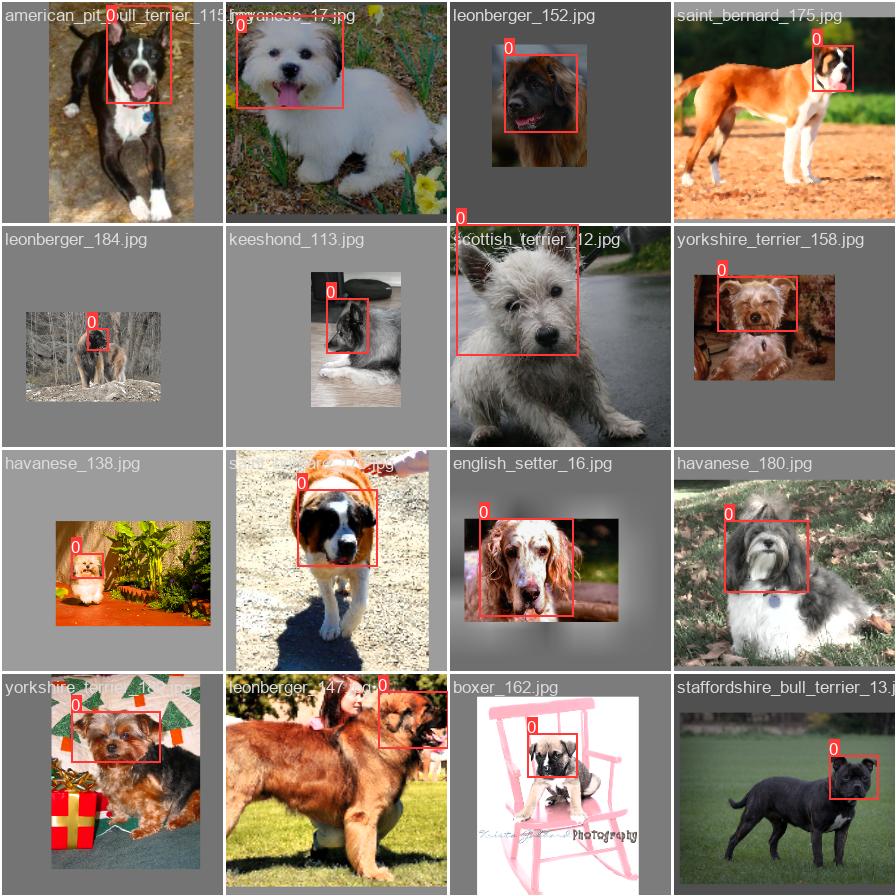 american_pit_bull_terrier_115.j
havanese_17.jpg
leonberger_152.jpg
saint_bernard_175.jpg
0
0
0
0
leonberger_184.jpg
keeshond_113.jpg
scottish_terrier_12.jpg
yorkshire_terrier_158.jpg
0
0
0
0
havanese_138.jpg
english_setter_16.jpg
havanese_180.jpg
0
0
0
0
leonberger_147.jpg
boxer_162.jpg
staffordshire_bull_terrier_13.j
0
0
0
0
Photography